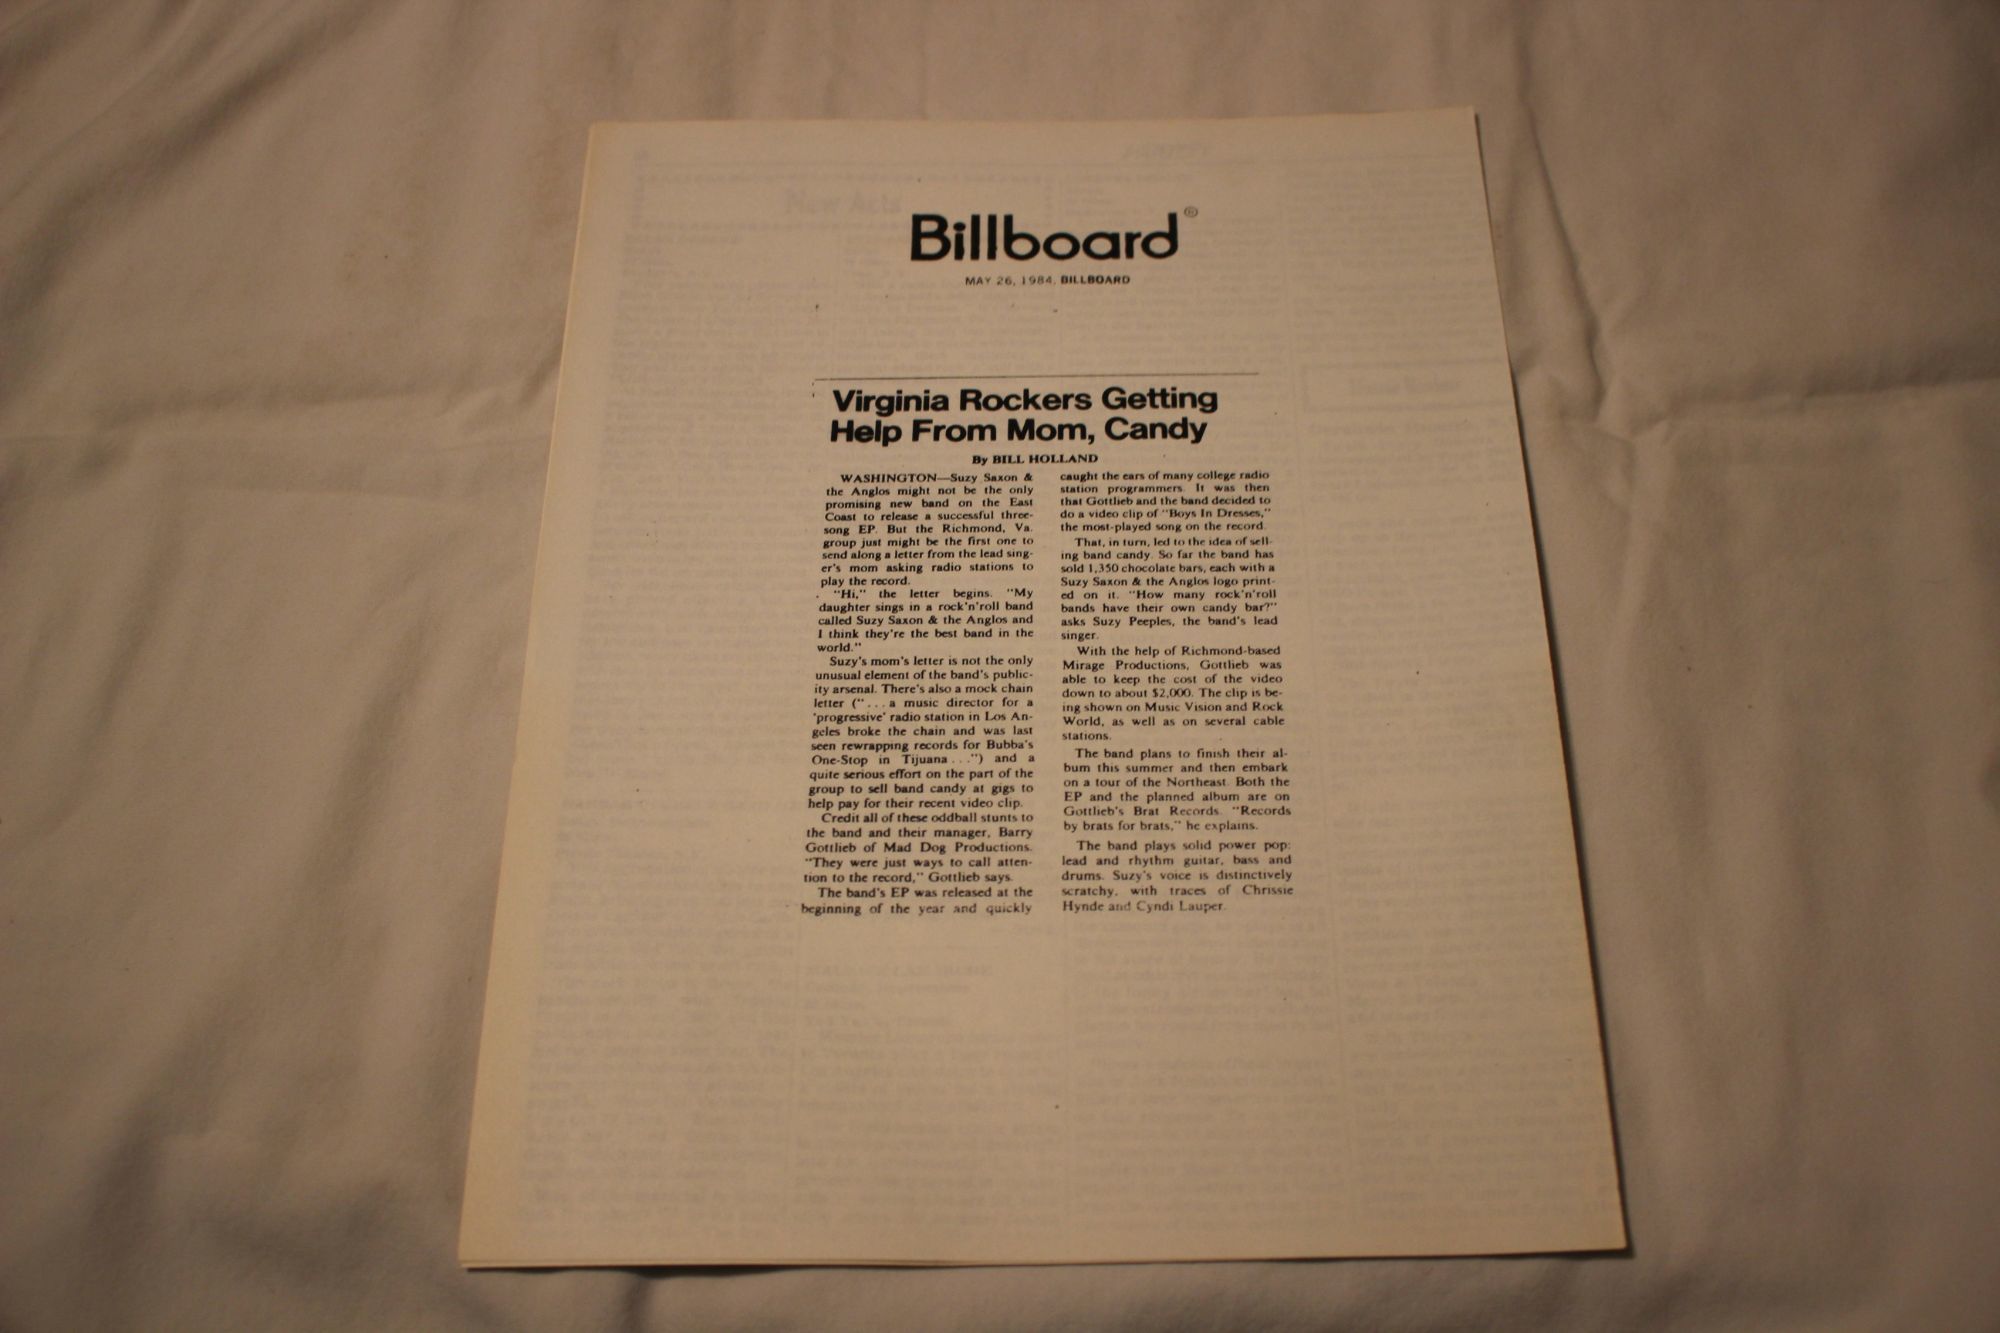 Billboard®
MAY 26, 1984, BILLBOARD
Virginia Rockers Getting
Help From Mom, Candy
By BILL HOLLAND
WASHINGTON—Suzy Saxon &
the Anglos might not be the only
promising new band on the East
Coast to release a successful three-
song EP. But the Richmond, Va.
group just might be the first one to
send along a letter from the lead sing-
er's mom asking radio stations to
play the record.
"Hi," the letter begins. "My
daughter sings in a rock'n'roll band
called Suzy Saxon & the Anglos and
I think they're the best band in the
world."
Suzy's mom's letter is not the only
unusual element of the band's public-
ity arsenal. There's also a mock chain
letter ("...a music director for a
'progressive' radio station in Los An-
geles broke the chain and was last
seen rewrapping records for Bubba's
One-Stop in Tijuana...") and a
quite serious effort on the part of the
group to sell band candy at gigs to
help pay for their recent video clip.
Credit all of these oddball stunts to
the band and their manager, Barry
Gottlieb of Mad Dog Productions.
"They were just ways to call atten-
tion to the record," Gottlieb says.
The band's EP was released at the
beginning of the year and quickly
caught the ears of many college radio
station programmers. It was then
that Gottlieb and the band decided to
do a video clip of "Boys In Dresses,"
the most-played song on the record.
That, in turn, led to the idea of sell-
ing band candy. So far the band has
sold 1,350 chocolate bars, each with a
Suzy Saxon & the Anglos logo print-
ed on it. "How many rock'n'roll
bands have their own candy bar?"
asks Suzy Peeples, the band's lead
singer.
With the help of Richmond-based
Mirage Productions, Gottlieb was
able to keep the cost of the video
down to about $2,000. The clip is be-
ing shown on Music Vision and Rock
World, as well as on several cable
stations.
The band plans to finish their al-
bum this summer and then embark
on a tour of the Northeast. Both the
EP and the planned album are on
Gottlieb's Brat Records. "Records
by brats for brats," he explains.
The band plays solid power pop:
lead and rhythm guitar, bass and
drums. Suzy's voice is distinctively
scratchy, with traces of Chrissie
Hynde and Cyndi Lauper.